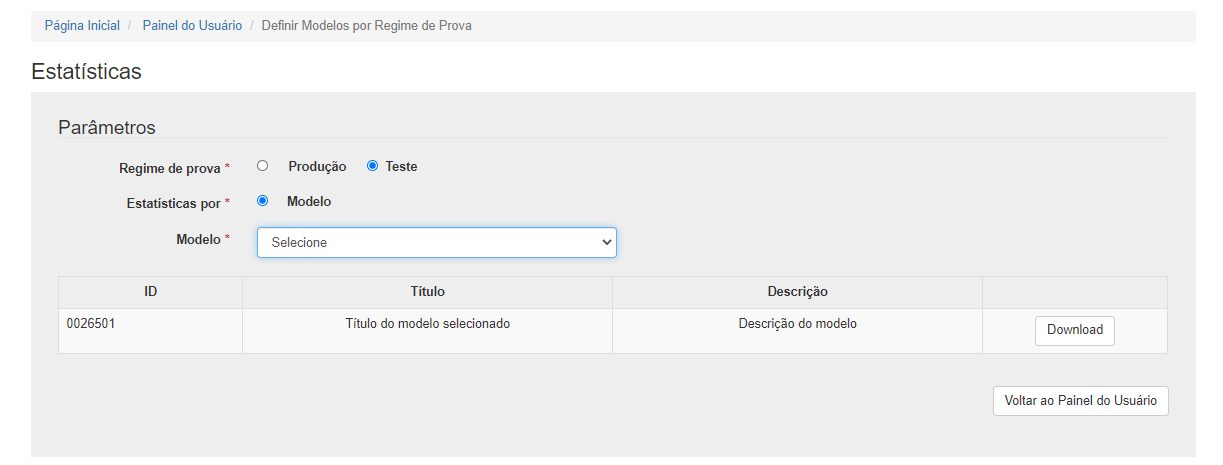 Página Inicial / Painel do Usuário / Definir Modelos por Regime de Prova
Estatísticas
Parâmetros
Regime de prova * Produção Teste
Estatísticas por * Modelo
Modelo * Selecione
ID Título Descrição
0026501 Título do modelo selecionado Descrição do modelo Download
Voltar ao Painel do Usuário